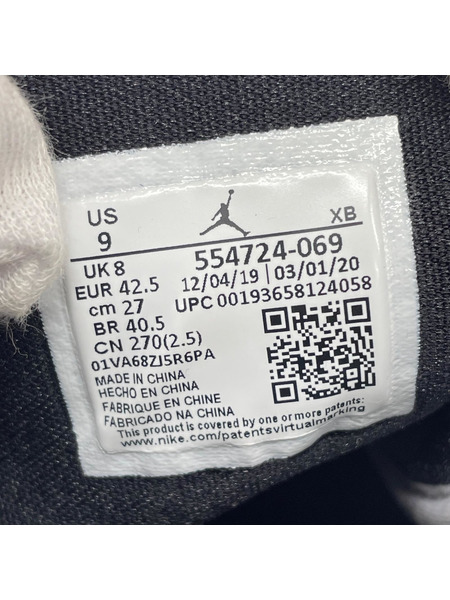 US XB
9
UK 8 554724-069
EUR 42.5 12/04/19 03/01/20
cm 27 UPC 00193658124058
BR 40.5
CN 270(2.5)
01VA68ZJ5R6PA
MADE IN CHINA
HECHO EN CHINA
FABRIQUE EN CHINE
FABRICADO NA CHINA
This product is covered by one or more patents:
www.nike.com/patentsvirtualmarking